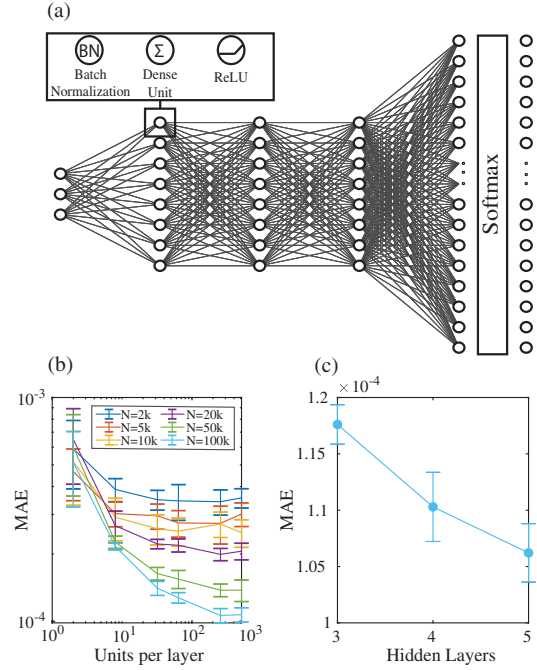 (a)
BN Σ
Batch Normalization
Dense Unit
ReLU
Softmax
(b)
MAE
10^-3
10^-4
N=2k N=20k
N=5k N=50k
N=10k N=100k
10^0 10^1 10^2 10^3
Units per layer
(c)
×10^-4
MAE
1.2
1.15
1.1
1.05
1
3 4 5
Hidden Layers